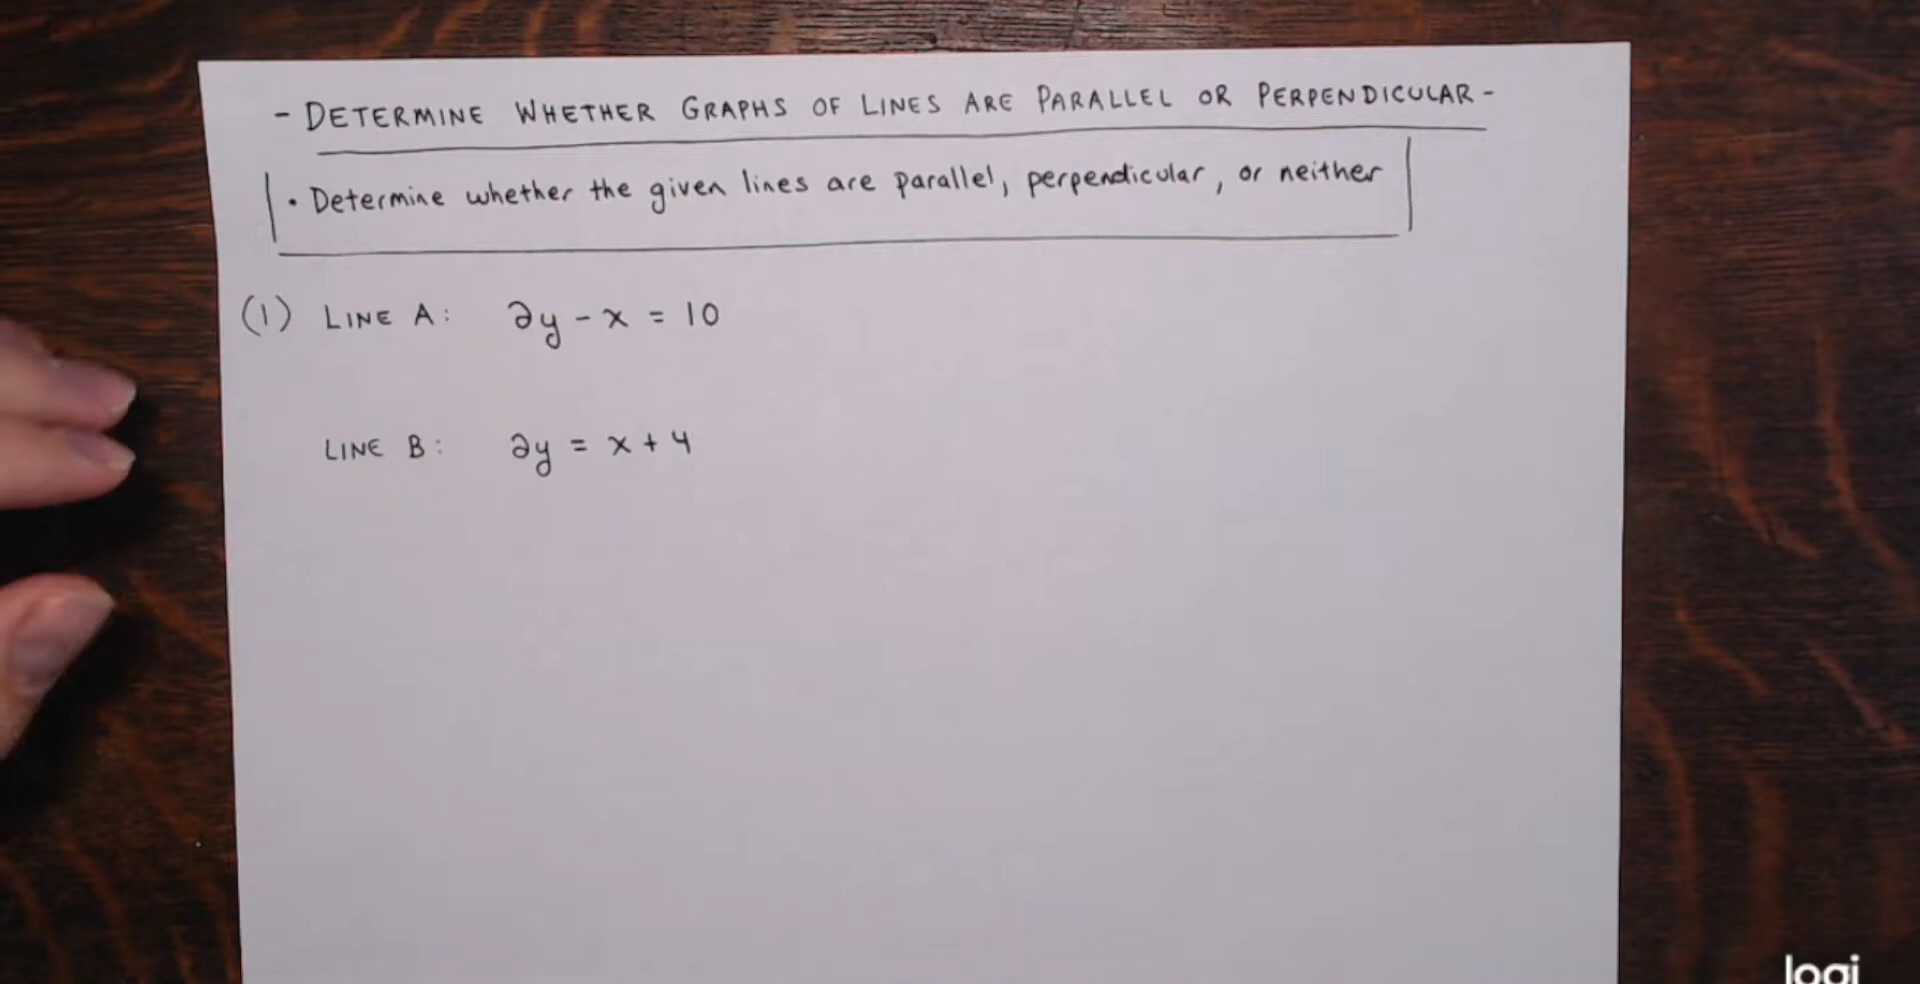 - DETERMINE WHETHER GRAPHS OF LINES ARE PARALLEL OR PERPENDICULAR -
• Determine whether the given lines are parallel, perpendicular, or neither
(1) LINE A: 2y - x = 10
LINE B: 2y = x + 4
logi